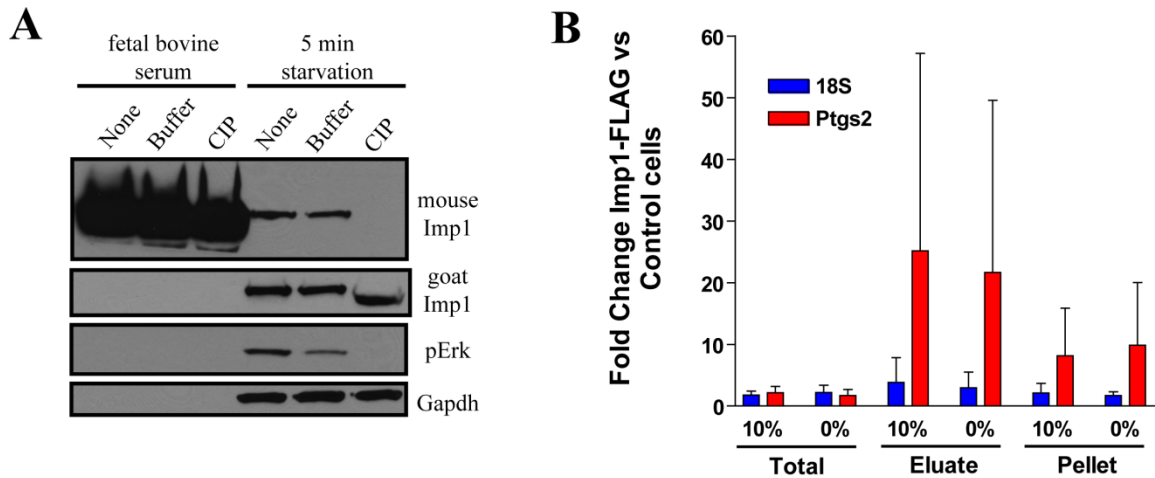 A
fetal bovine
serum
5 min
starvation
None
Buffer
CIP
None
Buffer
CIP
mouse
Imp1
goat
Imp1
pErk
Gapdh
B
Fold Change Imp1-FLAG vs
Control cells
60
50
40
30
20
10
0
18S
Ptgs2
10% 0% 10% 0% 10% 0%
Total Eluate Pellet